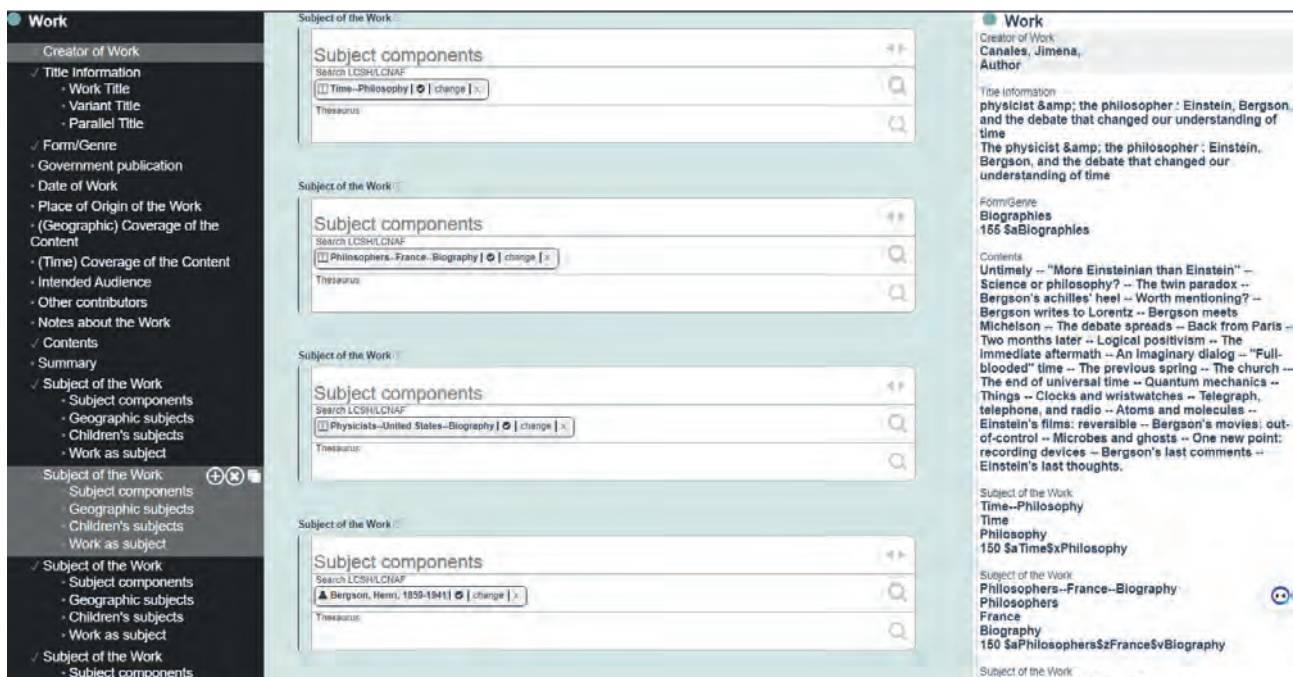 Work
Creator of Work
✓ Title Information
• Work Title
• Variant Title
• Parallel Title
✓ Form/Genre
• Government publication
• Date of Work
• Place of Origin of the Work
• (Geographic) Coverage of the
Content
• (Time) Coverage of the Content
• Intended Audience
• Other contributors
• Notes about the Work
✓ Contents
• Summary
✓ Subject of the Work
• Subject components
• Geographic subjects
• Children's subjects
• Work as subject
Subject of the Work
Subject components
Geographic subjects
Children's subjects
Work as subject
✓ Subject of the Work
• Subject components
• Geographic subjects
• Children's subjects
• Work as subject
✓ Subject of the Work
• Subject components
Subject of the Work
Subject components
Search LCSH/LCNAF
Time--Philosophy | change | x
Thesaurus
Subject of the Work
Subject components
Search LCSH/LCNAF
Philosophers--France--Biography | change | x
Thesaurus
Subject of the Work
Subject components
Search LCSH/LCNAF
Physicists--United States--Biography | change | x
Thesaurus
Subject of the Work
Subject components
Search LCSH/LCNAF
Bergson, Henri, 1859-1941 | change | x
Thesaurus
Work
Creator of Work
Canales, Jimena,
Author
Title Information
physicist &amp; the philosopher : Einstein, Bergson,
and the debate that changed our understanding of
time
The physicist &amp; the philosopher : Einstein,
Bergson, and the debate that changed our
understanding of time
Form/Genre
Biographies
155 $aBiographies
Contents
Untimely -- "More Einsteinian than Einstein" --
Science or philosophy? -- The twin paradox --
Bergson's achilles' heel -- Worth mentioning? --
Bergson writes to Lorentz -- Bergson meets
Michelson -- The debate spreads -- Back from Paris --
Two months later -- Logical positivism -- The
immediate aftermath -- An imaginary dialog -- "Full-
blooded" time -- The previous spring -- The church --
The end of universal time -- Quantum mechanics --
Things -- Clocks and wristwatches -- Telegraph,
telephone, and radio -- Atoms and molecules --
Einstein's films: reversible -- Bergson's movies: out-
of-control -- Microbes and ghosts -- One new point:
recording devices -- Bergson's last comments --
Einstein's last thoughts.
Subject of the Work
Time--Philosophy
Time
Philosophy
150 $aTime$xPhilosophy
Subject of the Work
Philosophers--France--Biography
Philosophers
France
Biography
150 $aPhilosophers$zFrance$vBiography
Subject of the Work